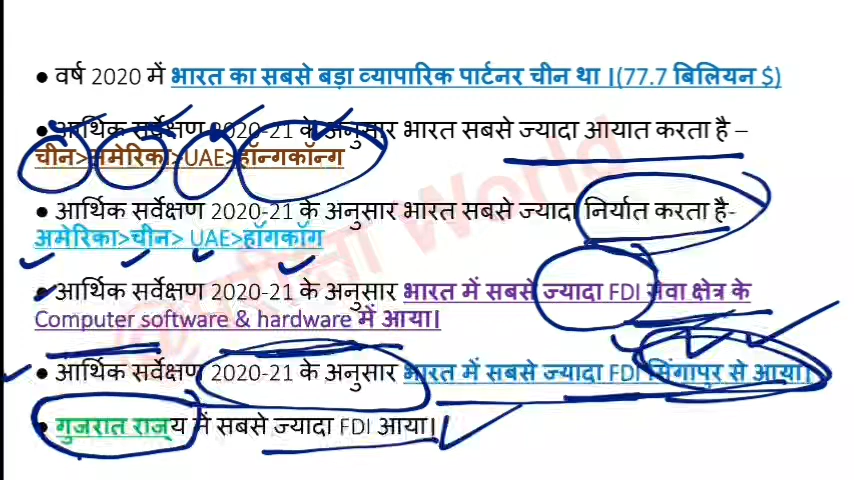 ● वर्ष 2020 में भारत का सबसे बड़ा व्यापारिक पार्टनर चीन था।(77.7 बिलियन $)
● आर्थिक सर्वेक्षण 2020-21 के अनुसार भारत सबसे ज्यादा आयात करता है –
चीन>अमेरिका>UAE>हॉन्गकॉन्ग
● आर्थिक सर्वेक्षण 2020-21 के अनुसार भारत सबसे ज्यादा निर्यात करता है-
अमेरिका>चीन> UAE>हॉगकॉग
● आर्थिक सर्वेक्षण 2020-21 के अनुसार भारत में सबसे ज्यादा FDI सेवा क्षेत्र के
Computer software & hardware में आया।
● आर्थिक सर्वेक्षण 2020-21 के अनुसार भारत में सबसे ज्यादा FDI सिंगापुर से आया।
● गुजरात राज्य में सबसे ज्यादा FDI आया।
@परीक्षा World